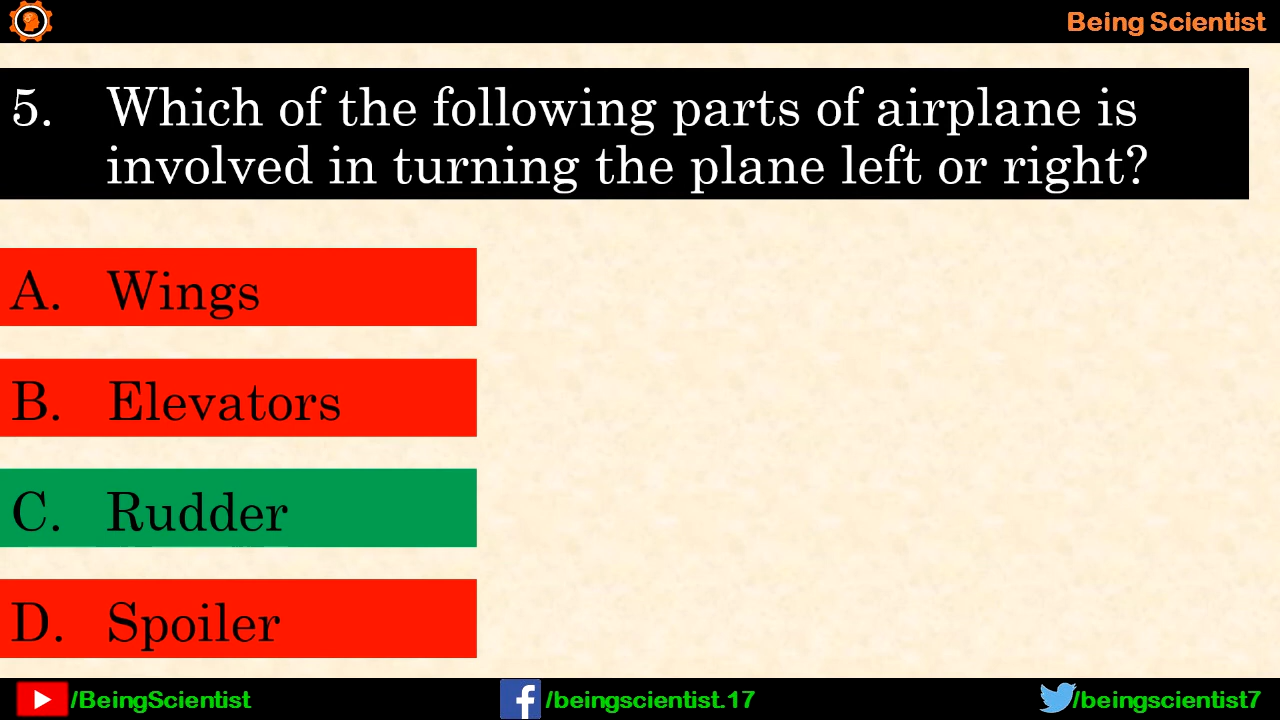 Being Scientist
5. Which of the following parts of airplane is
involved in turning the plane left or right?
A. Wings
B. Elevators
C. Rudder
D. Spoiler
/BeingScientist
/beingscientist.17
/beingscientist7